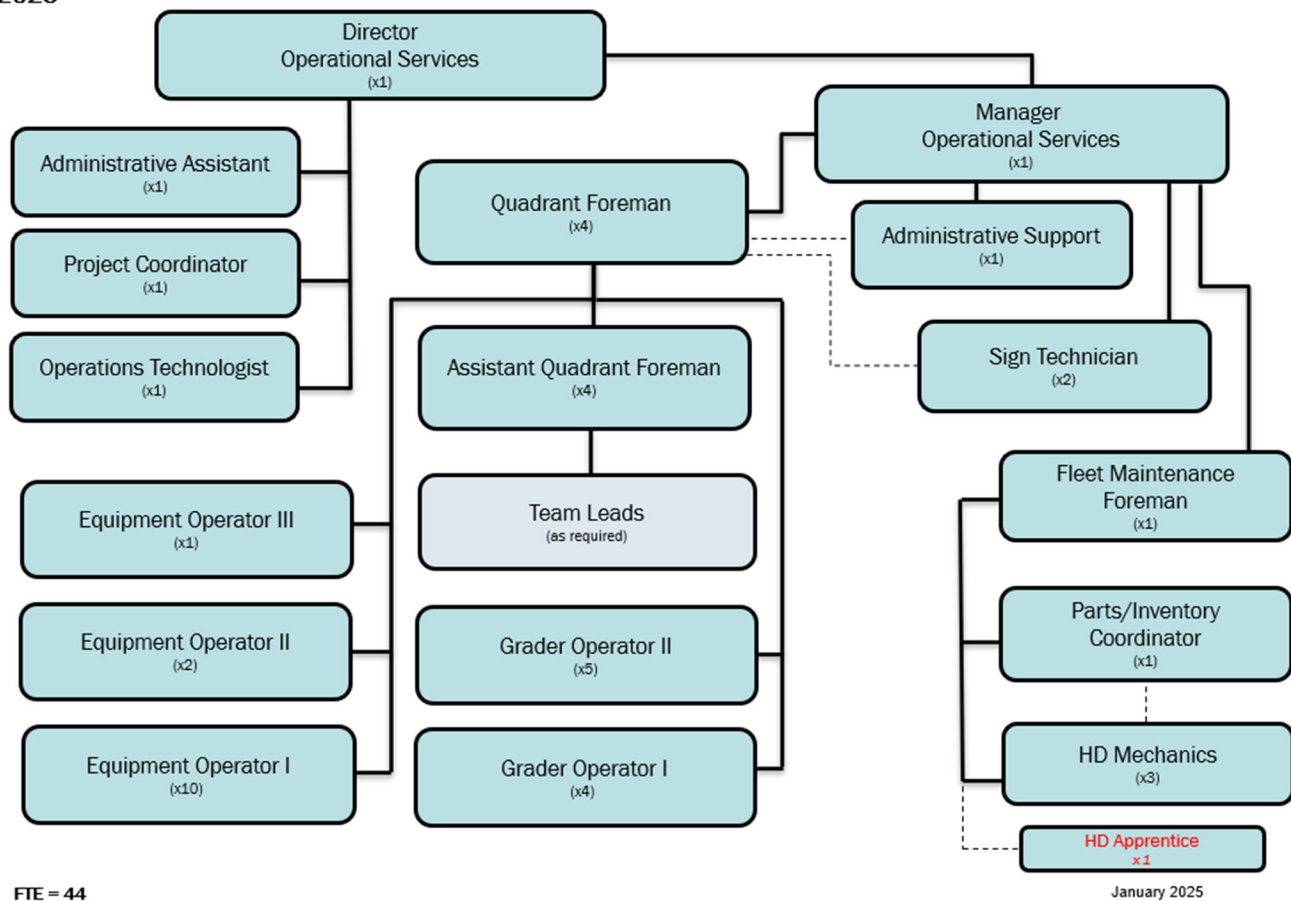 Director
Operational Services
(x1)
Manager
Operational Services
(x1)
Administrative Assistant
(x1)
Quadrant Foreman
(x4)
Administrative Support
(x1)
Project Coordinator
(x1)
Operations Technologist
(x1)
Assistant Quadrant Foreman
(x4)
Sign Technician
(x2)
Fleet Maintenance
Foreman
(x1)
Equipment Operator III
(x1)
Team Leads
(as required)
Parts/Inventory
Coordinator
(x1)
Equipment Operator II
(x2)
Grader Operator II
(x5)
HD Mechanics
(x3)
Equipment Operator I
(x10)
Grader Operator I
(x4)
HD Apprentice
x1
FTE = 44
January 2025